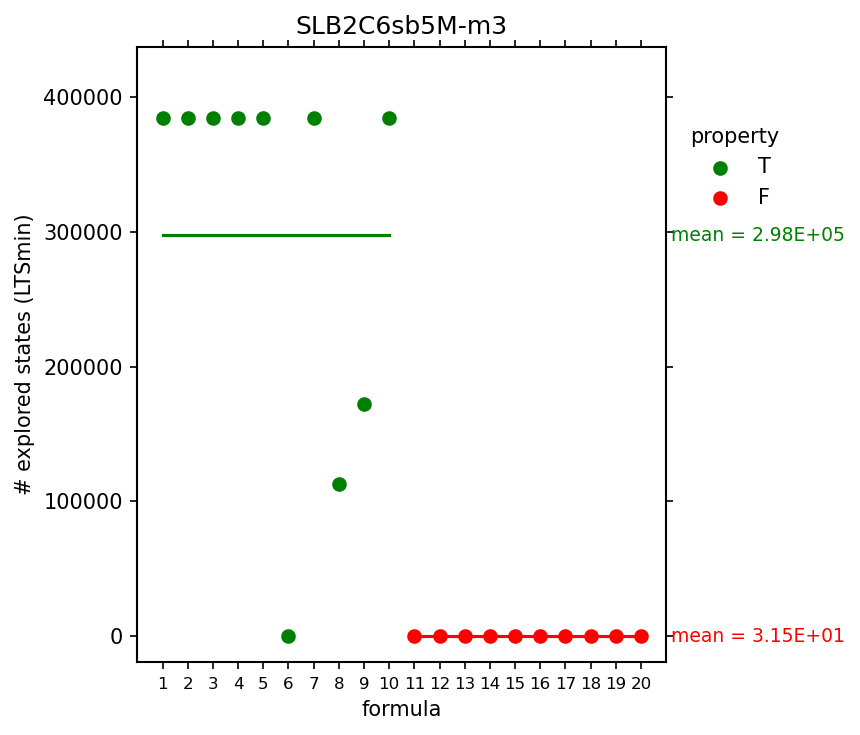 SLB2C6sb5M-m3
# explored states (LTSmin)
400000
300000
200000
100000
0
1 2 3 4 5 6 7 8 9 10 11 12 13 14 15 16 17 18 19 20
formula
property
T
F
mean = 2.98E+05
mean = 3.15E+01